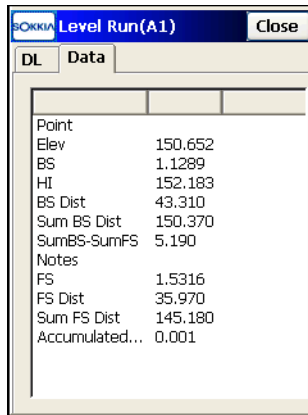 SOKKIA Level Run(A1) Close
DL Data
Point
Elev 150.652
BS 1.1289
HI 152.183
BS Dist 43.310
Sum BS Dist 150.370
SumBS-SumFS 5.190
Notes
FS 1.5316
FS Dist 35.970
Sum FS Dist 145.180
Accumulated... 0.001